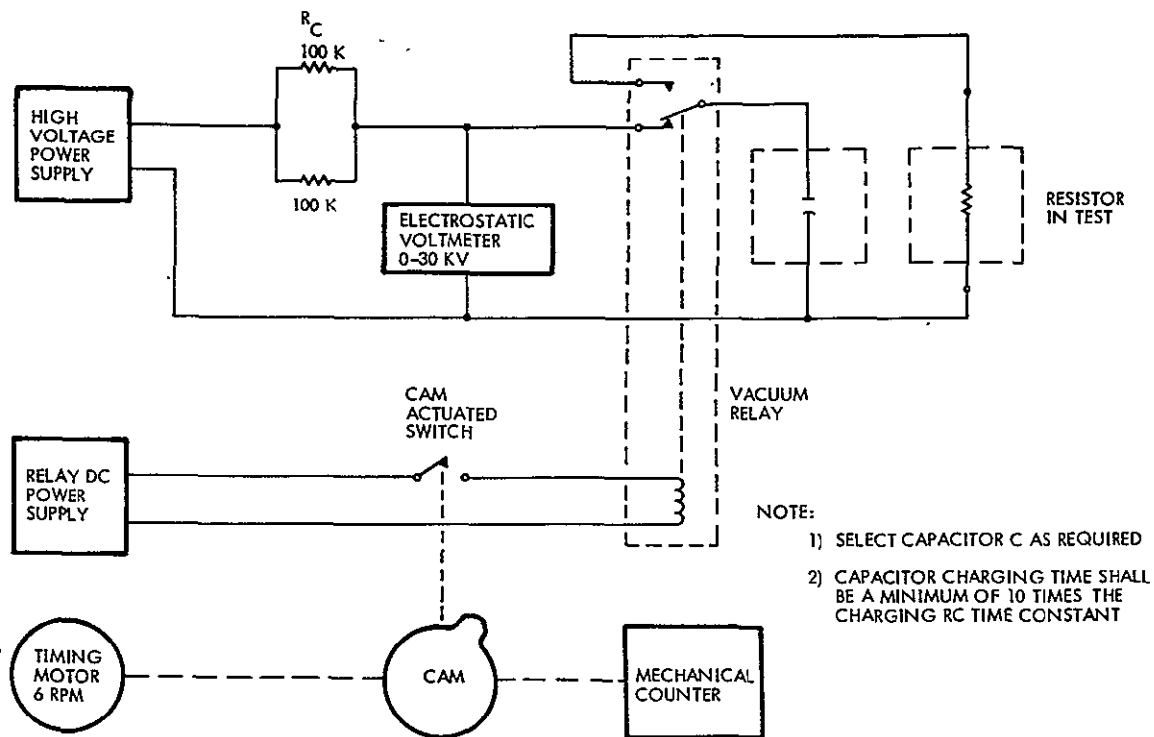 R
C
100 K
HIGH
VOLTAGE
POWER
SUPPLY
100 K
ELECTROSTATIC
VOLTMETER
0-30 KV
RESISTOR
IN TEST
CAM
ACTUATED
SWITCH
VACUUM
RELAY
RELAY DC
POWER
SUPPLY
NOTE:
1) SELECT CAPACITOR C AS REQUIRED
2) CAPACITOR CHARGING TIME SHALL
BE A MINIMUM OF 10 TIMES THE
CHARGING RC TIME CONSTANT
TIMING
MOTOR
6 RPM
CAM
MECHANICAL
COUNTER